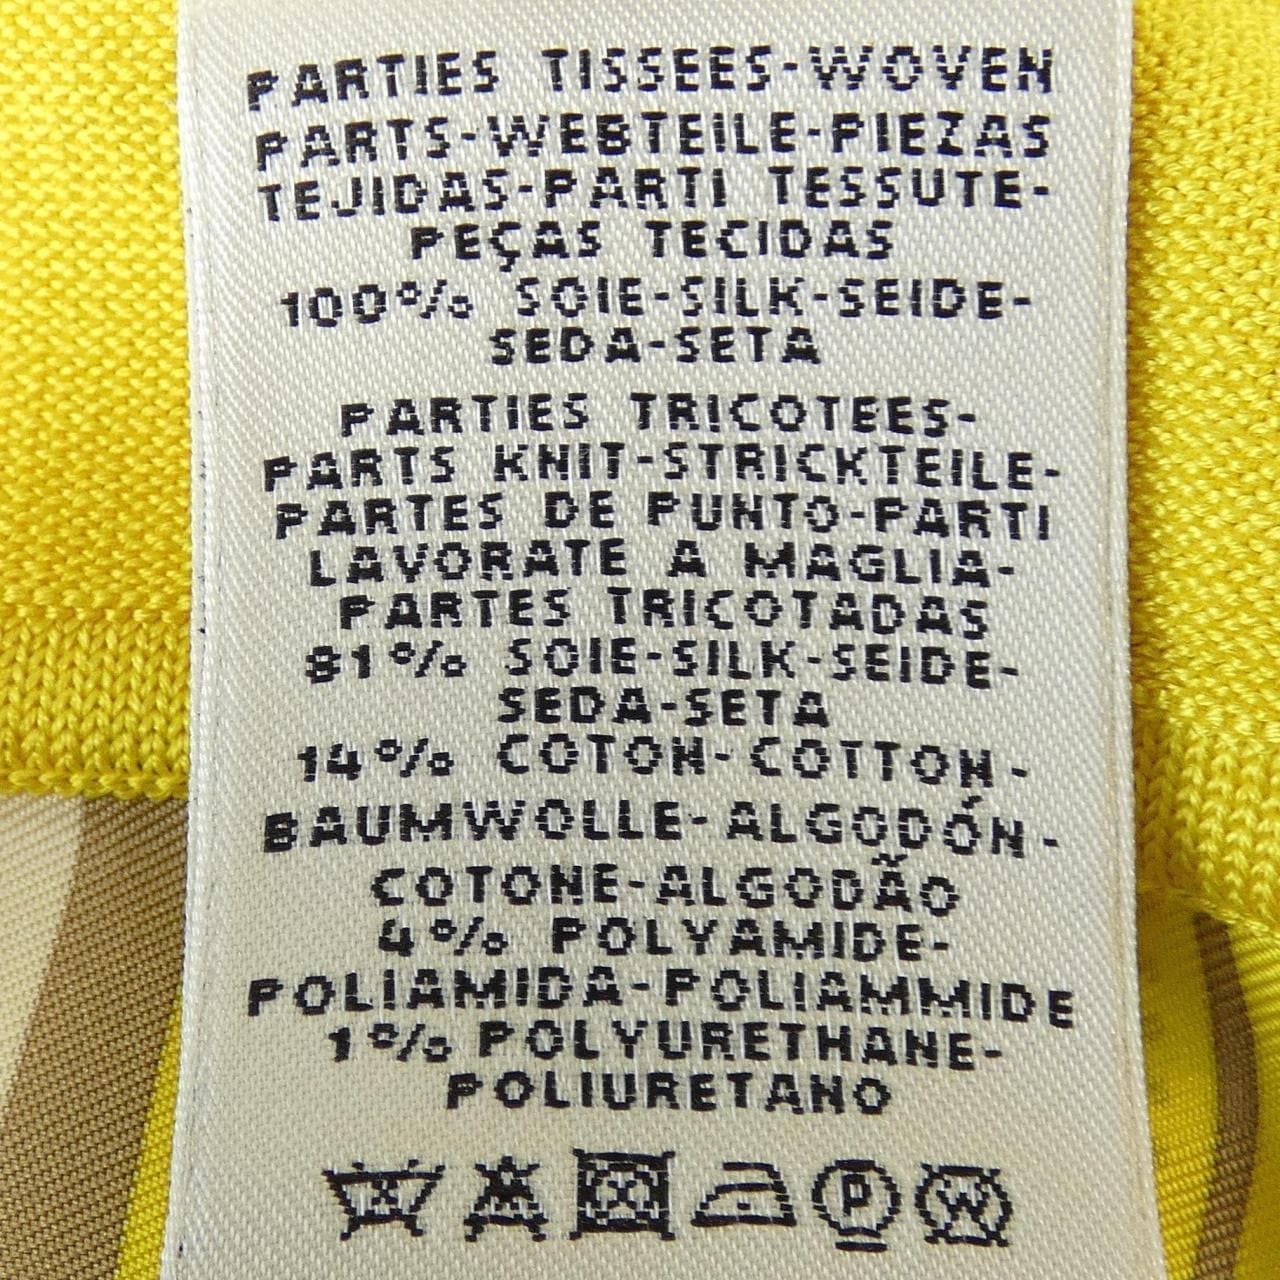 PARTIES TISSEES-WOVEN
PARTS-WEBTEILE-PIEZAS
TEJIDAS-PARTI TESSUTE-
PEÇAS TECIDAS
100% SOIE-SILK-SEIDE-
SEDA-SETA
PARTIES TRICOTEES-
PARTS KNIT-STRICKTEILE-
PARTES DE PUNTO-PARTI
LAVORATE A MAGLIA-
PARTES TRICOTADAS
81% SOIE-SILK-SEIDE-
SEDA-SETA
14% COTON-COTTON-
BAUMWOLLE-ALGODÓN-
COTONE-ALGODÃO
4% POLYAMIDE-
POLIAMIDA-POLIAMMIDE
1% POLYURETHANE-
POLIURETANO
P W